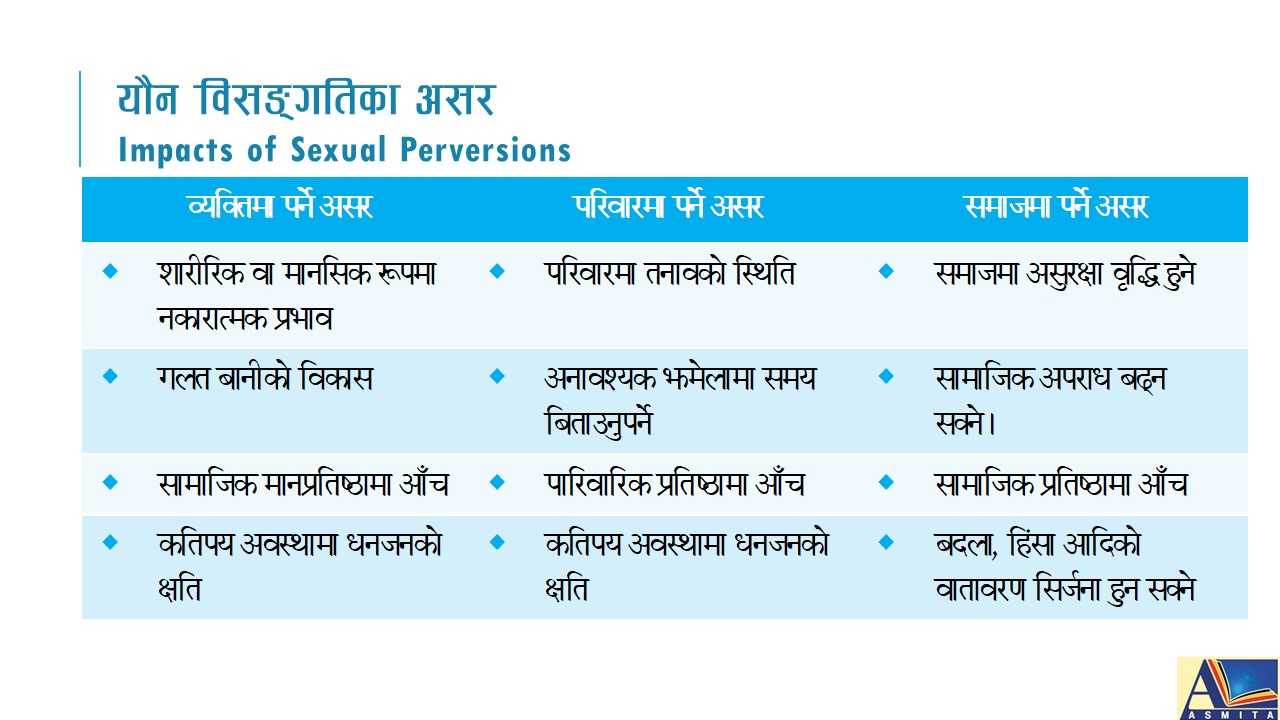 यौन विसङ्गतिका असर
Impacts of Sexual Perversions
व्यक्तिमा पर्ने असर
परिवारमा पर्ने असर
समाजमा पर्ने असर
शारीरिक वा मानसिक रूपमा
नकारात्मक प्रभाव
परिवारमा तनावको स्थिति
समाजमा असुरक्षा वृद्धि हुने
गलत बानीको विकास
अनावश्यक झमेलामा समय
बिताउनुपर्ने
सामाजिक अपराध बढ्न
सक्ने।
सामाजिक मानप्रतिष्ठामा आँच
पारिवारिक प्रतिष्ठामा आँच
सामाजिक प्रतिष्ठामा आँच
कतिपय अवस्थामा धनजनको
क्षति
कतिपय अवस्थामा धनजनको
क्षति
बदला, हिंसा आदिको
वातावरण सिर्जना हुन सक्ने
ASMITA